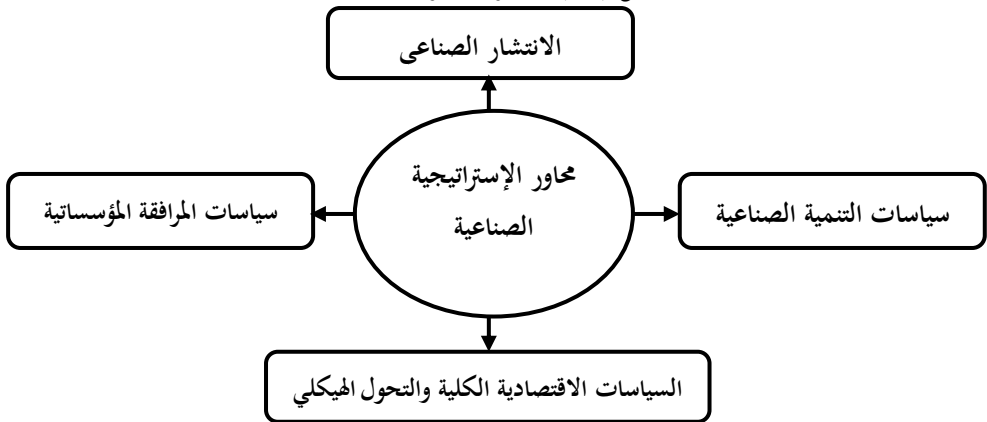 الانتشار الصناعى
محاور الإستراتيجية
الصناعية
سياسات التنمية الصناعية
سياسات المرافقة المؤسساتية
السياسات الاقتصادية الكلية والتحول الهيكلي